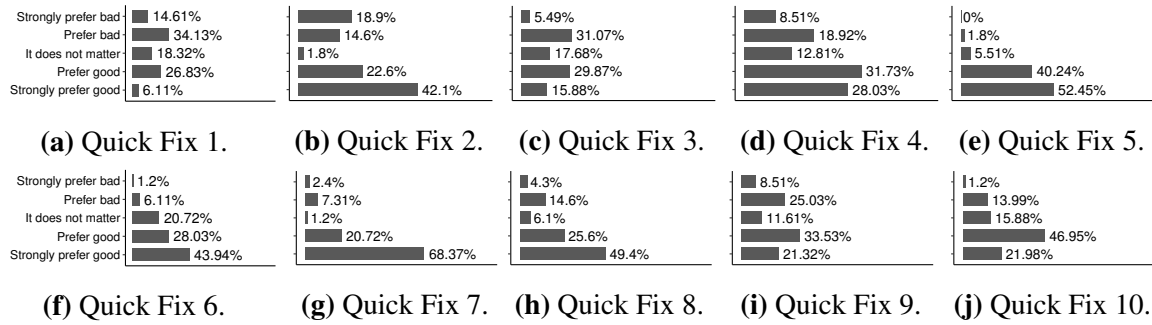 Strongly prefer bad 14.61% 18.9% 5.49% 8.51% 0%
Prefer bad 34.13% 14.6% 31.07% 18.92% 1.8%
It does not matter 18.32% 1.8% 17.68% 12.81% 5.51%
Prefer good 26.83% 22.6% 29.87% 31.73% 40.24%
Strongly prefer good 6.11% 42.1% 15.88% 28.03% 52.45%
(a) Quick Fix 1. (b) Quick Fix 2. (c) Quick Fix 3. (d) Quick Fix 4. (e) Quick Fix 5.
Strongly prefer bad 1.2% 2.4% 4.3% 8.51% 1.2%
Prefer bad 6.11% 7.31% 14.6% 25.03% 13.99%
It does not matter 20.72% 1.2% 6.1% 11.61% 15.88%
Prefer good 28.03% 20.72% 25.6% 33.53% 46.95%
Strongly prefer good 43.94% 68.37% 49.4% 21.32% 21.98%
(f) Quick Fix 6. (g) Quick Fix 7. (h) Quick Fix 8. (i) Quick Fix 9. (j) Quick Fix 10.